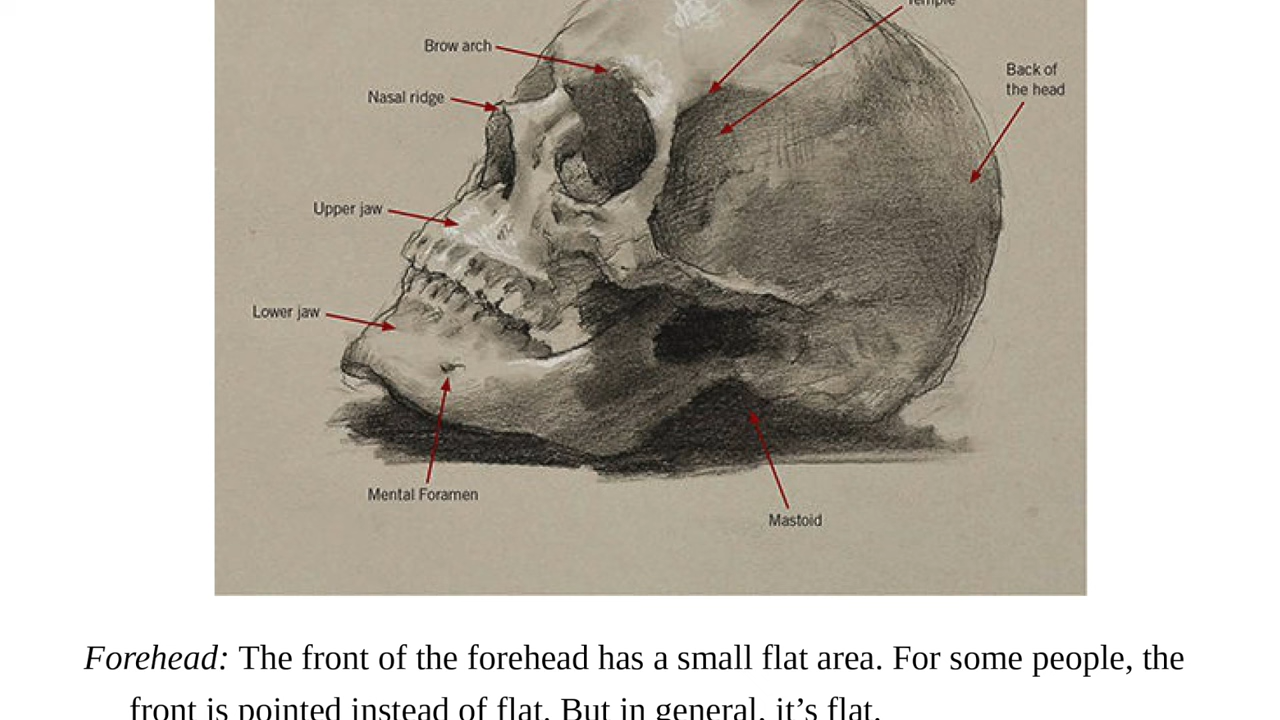 Temple
Brow arch
Back of
the head
Nasal ridge
Upper jaw
Lower jaw
Mental Foramen
Mastoid
Forehead: The front of the forehead has a small flat area. For some people, the
front is pointed instead of flat. But in general, it’s flat.